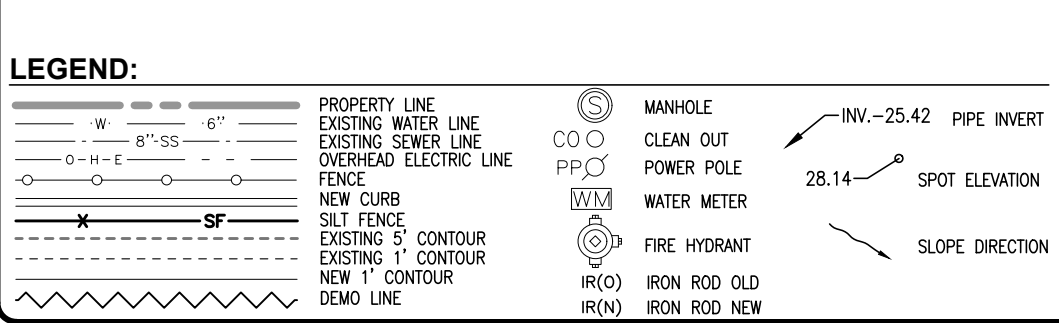 LEGEND:
PROPERTY LINE
·W· ·6'' EXISTING WATER LINE
8''-SS EXISTING SEWER LINE
O-H-E OVERHEAD ELECTRIC LINE
FENCE
NEW CURB
X SF SILT FENCE
EXISTING 5' CONTOUR
EXISTING 1' CONTOUR
NEW 1' CONTOUR
DEMO LINE
S MANHOLE
CO CLEAN OUT
PP POWER POLE
WM WATER METER
FIRE HYDRANT
IR(O) IRON ROD OLD
IR(N) IRON ROD NEW
INV.-25.42 PIPE INVERT
28.14 SPOT ELEVATION
SLOPE DIRECTION